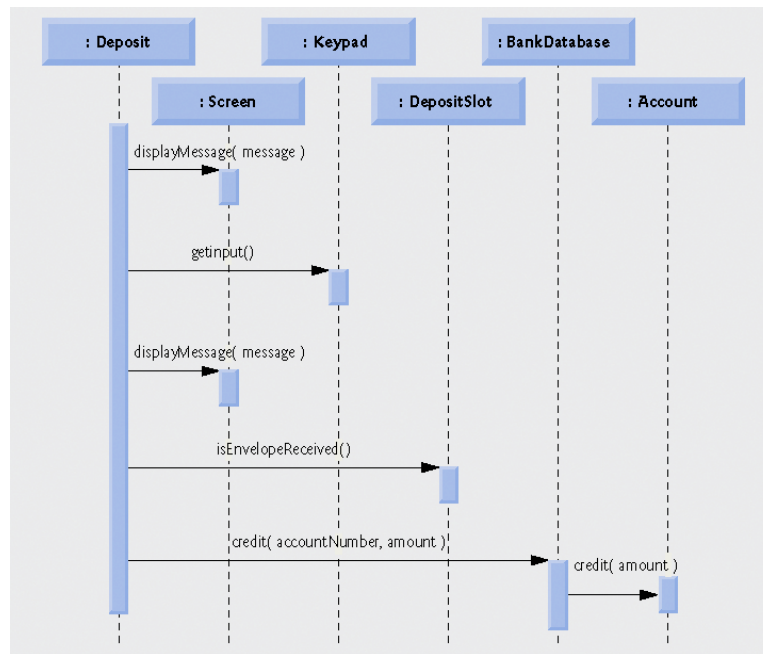 : Deposit
: Keypad
: BankDatabase
: Screen
: DepositSlot
: Account
displayMessage( message )
getinput()
displayMessage( message )
isEnvelopeReceived()
credit( accountNumber, amount )
credit( amount )